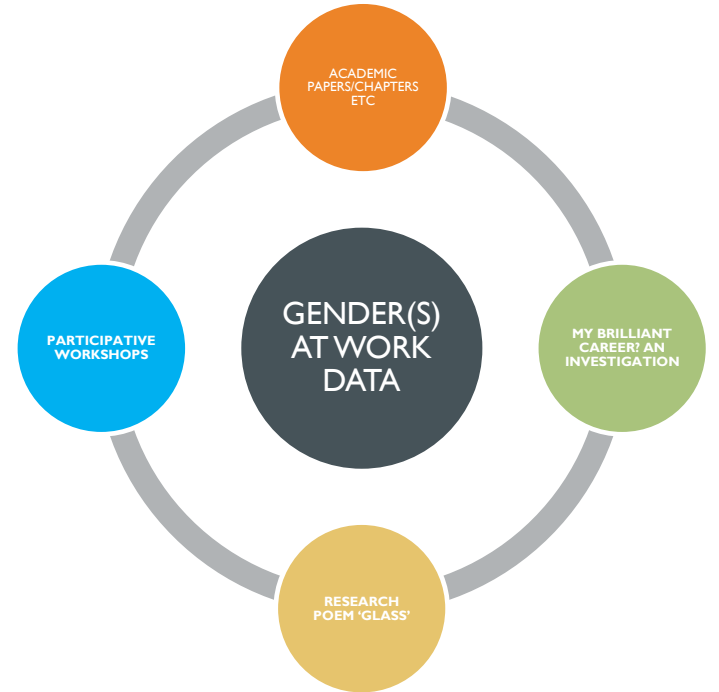 ACADEMIC
PAPERS/CHAPTERS
ETC
GENDER(S)
AT WORK
DATA
PARTICIPATIVE
WORKSHOPS
MY BRILLIANT
CAREER? AN
INVESTIGATION
RESEARCH
POEM ‘GLASS’